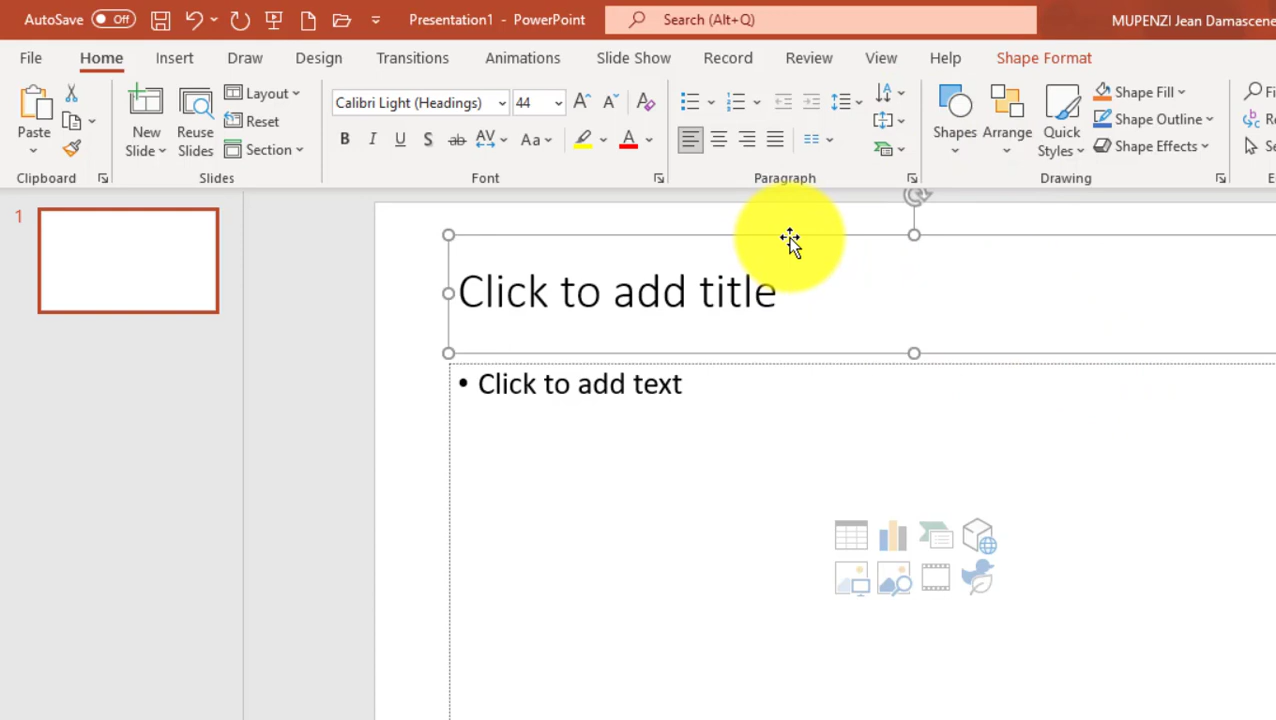 AutoSave Off Presentation1 - PowerPoint Search (Alt+Q) MUPENZI Jean Damascene
File Home Insert Draw Design Transitions Animations Slide Show Record Review View Help Shape Format
Paste
New Slide
Reuse Slides
Layout
Reset
Section
Calibri Light (Headings) 44
B I U S ab AV Aa A
Shapes
Arrange
Quick Styles
Shape Fill
Shape Outline
Shape Effects
Clipboard Slides Font Paragraph Drawing
1
Click to add title
• Click to add text